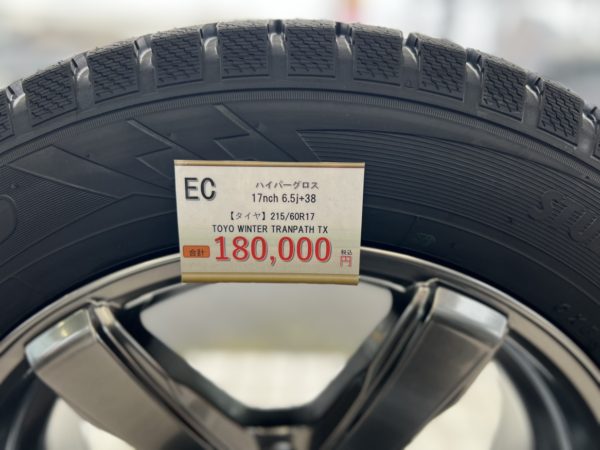 EC
ハイパーグロス
17nch 6.5j+38
【タイヤ】215/60R17
TOYO WINTER TRANPATH TX
合計 180,000 税込 円